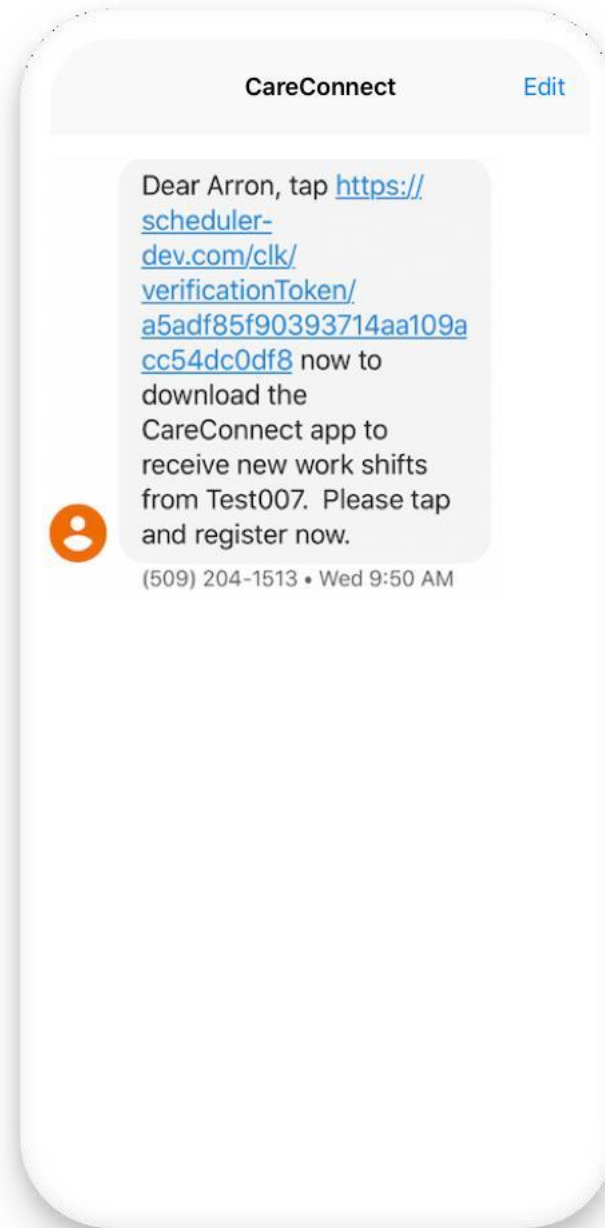 CareConnect
Edit
Dear Arron, tap https://
scheduler-
dev.com/clk/
verificationToken/
a5adf85f90393714aa109a
cc54dc0df8 now to
download the
CareConnect app to
receive new work shifts
from Test007.  Please tap
and register now.
(509) 204-1513 • Wed 9:50 AM